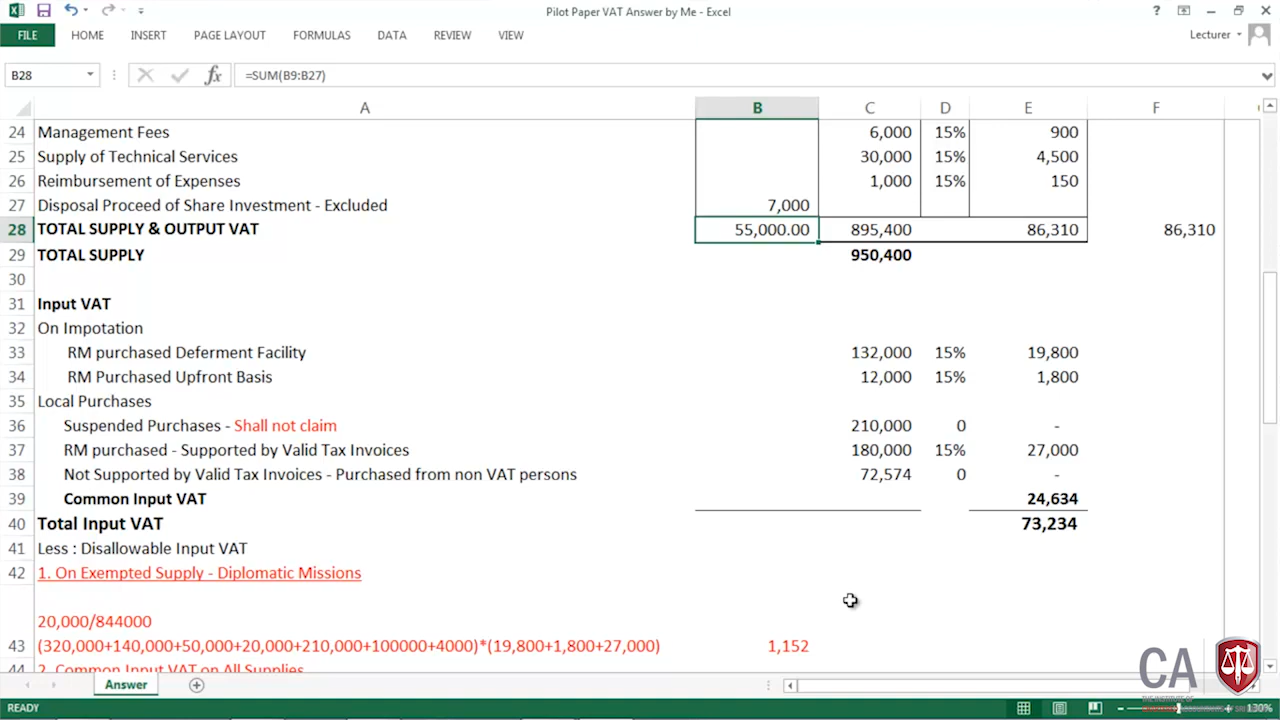 Pilot Paper VAT Answer by Me - Excel
FILE HOME INSERT PAGE LAYOUT FORMULAS DATA REVIEW VIEW Lecturer
B28 fx =SUM(B9:B27)
A B C D E F
24 Management Fees 6,000 15% 900
25 Supply of Technical Services 30,000 15% 4,500
26 Reimbursement of Expenses 1,000 15% 150
27 Disposal Proceed of Share Investment - Excluded 7,000
28 TOTAL SUPPLY & OUTPUT VAT 55,000.00 895,400 86,310 86,310
29 TOTAL SUPPLY 950,400
30
31 Input VAT
32 On Impotation
33 RM purchased Deferment Facility 132,000 15% 19,800
34 RM Purchased Upfront Basis 12,000 15% 1,800
35 Local Purchases
36 Suspended Purchases - Shall not claim 210,000 0 -
37 RM purchased - Supported by Valid Tax Invoices 180,000 15% 27,000
38 Not Supported by Valid Tax Invoices - Purchased from non VAT persons 72,574 0 -
39 Common Input VAT 24,634
40 Total Input VAT 73,234
41 Less : Disallowable Input VAT
42 1. On Exempted Supply - Diplomatic Missions
20,000/844000
43 (320,000+140,000+50,000+20,000+210,000+100000+4000)*(19,800+1,800+27,000) 1,152
44 2. Common Input VAT on All Supplies
CA
Answer
READY 130%